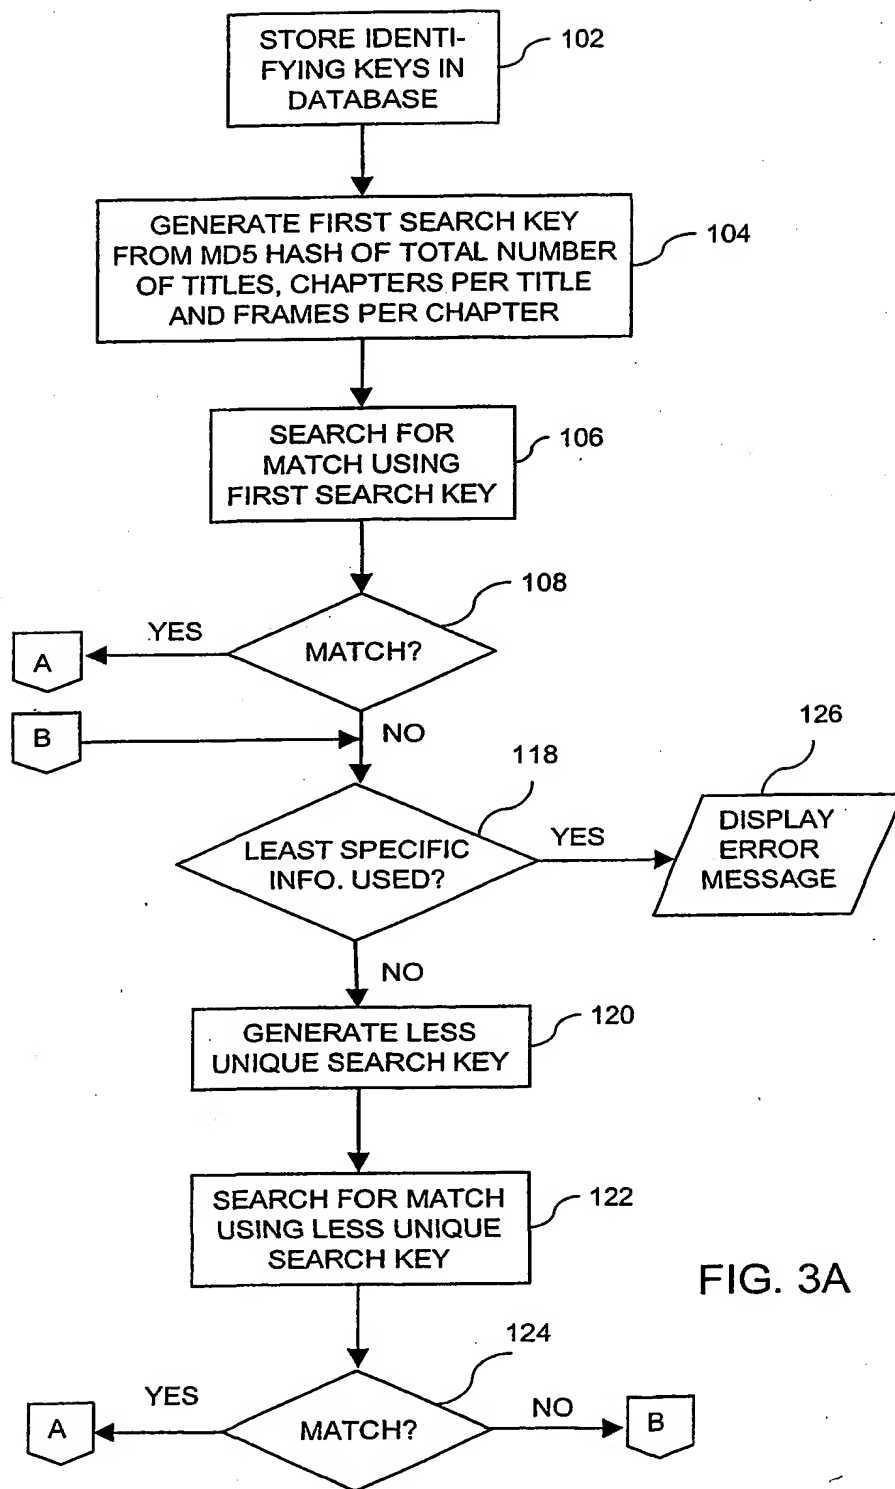 STORE IDENTI-
FYING KEYS IN
DATABASE
102
GENERATE FIRST SEARCH KEY
FROM MD5 HASH OF TOTAL NUMBER
OF TITLES, CHAPTERS PER TITLE
AND FRAMES PER CHAPTER
104
SEARCH FOR
MATCH USING
FIRST SEARCH KEY
106
108
YES
MATCH?
A
B
NO
126
118
LEAST SPECIFIC
INFO. USED?
YES
DISPLAY
ERROR
MESSAGE
NO
GENERATE LESS
UNIQUE SEARCH KEY
120
SEARCH FOR MATCH
USING LESS UNIQUE
SEARCH KEY
122
FIG. 3A
124
YES
A
MATCH?
NO
B